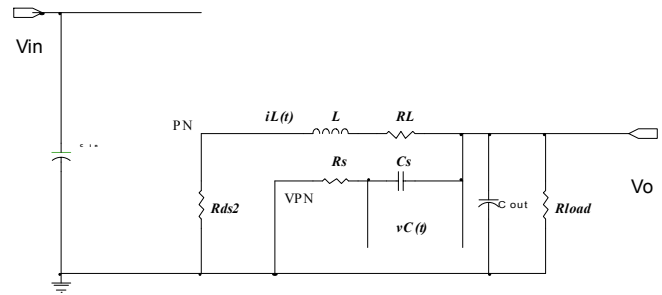 Vin
PN
iL(t)
L
RL
Rs
Cs
VPN
Rds2
vC(t)
C out
Rload
Vo